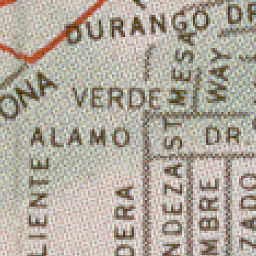 DURANGO DR
MESA
WAY
ONA
VERDE
ALAMO
DR.
ST
LIENTE
DERA
NDEZA
MBRE
ZADO